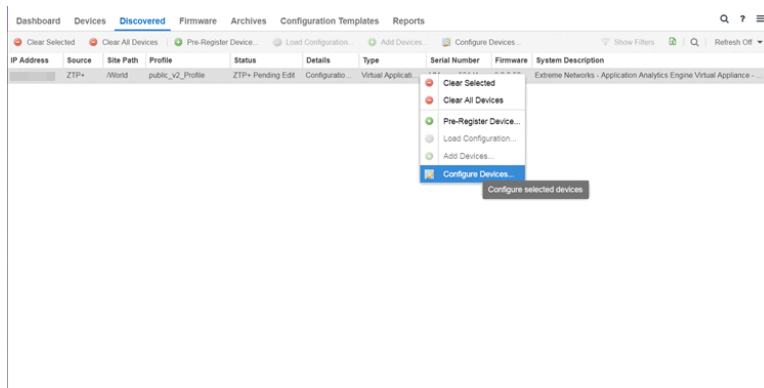 Dashboard Devices Discovered Firmware Archives Configuration Templates Reports ?
Clear Selected Clear All Devices Pre-Register Device... Load Configuration... Add Devices... Configure Devices... Show Filters Refresh Off
IP Address Source Site Path Profile Status Details Type Serial Number Firmware System Description
ZTP+ /World public_v2_Profile ZTP+ Pending Edit Configuratio... Virtual Applicati... Extreme Networks - Application Analytics Engine Virtual Appliance - ...
Clear Selected
Clear All Devices
Pre-Register Device...
Load Configuration...
Add Devices...
Configure Devices...
Configure selected devices